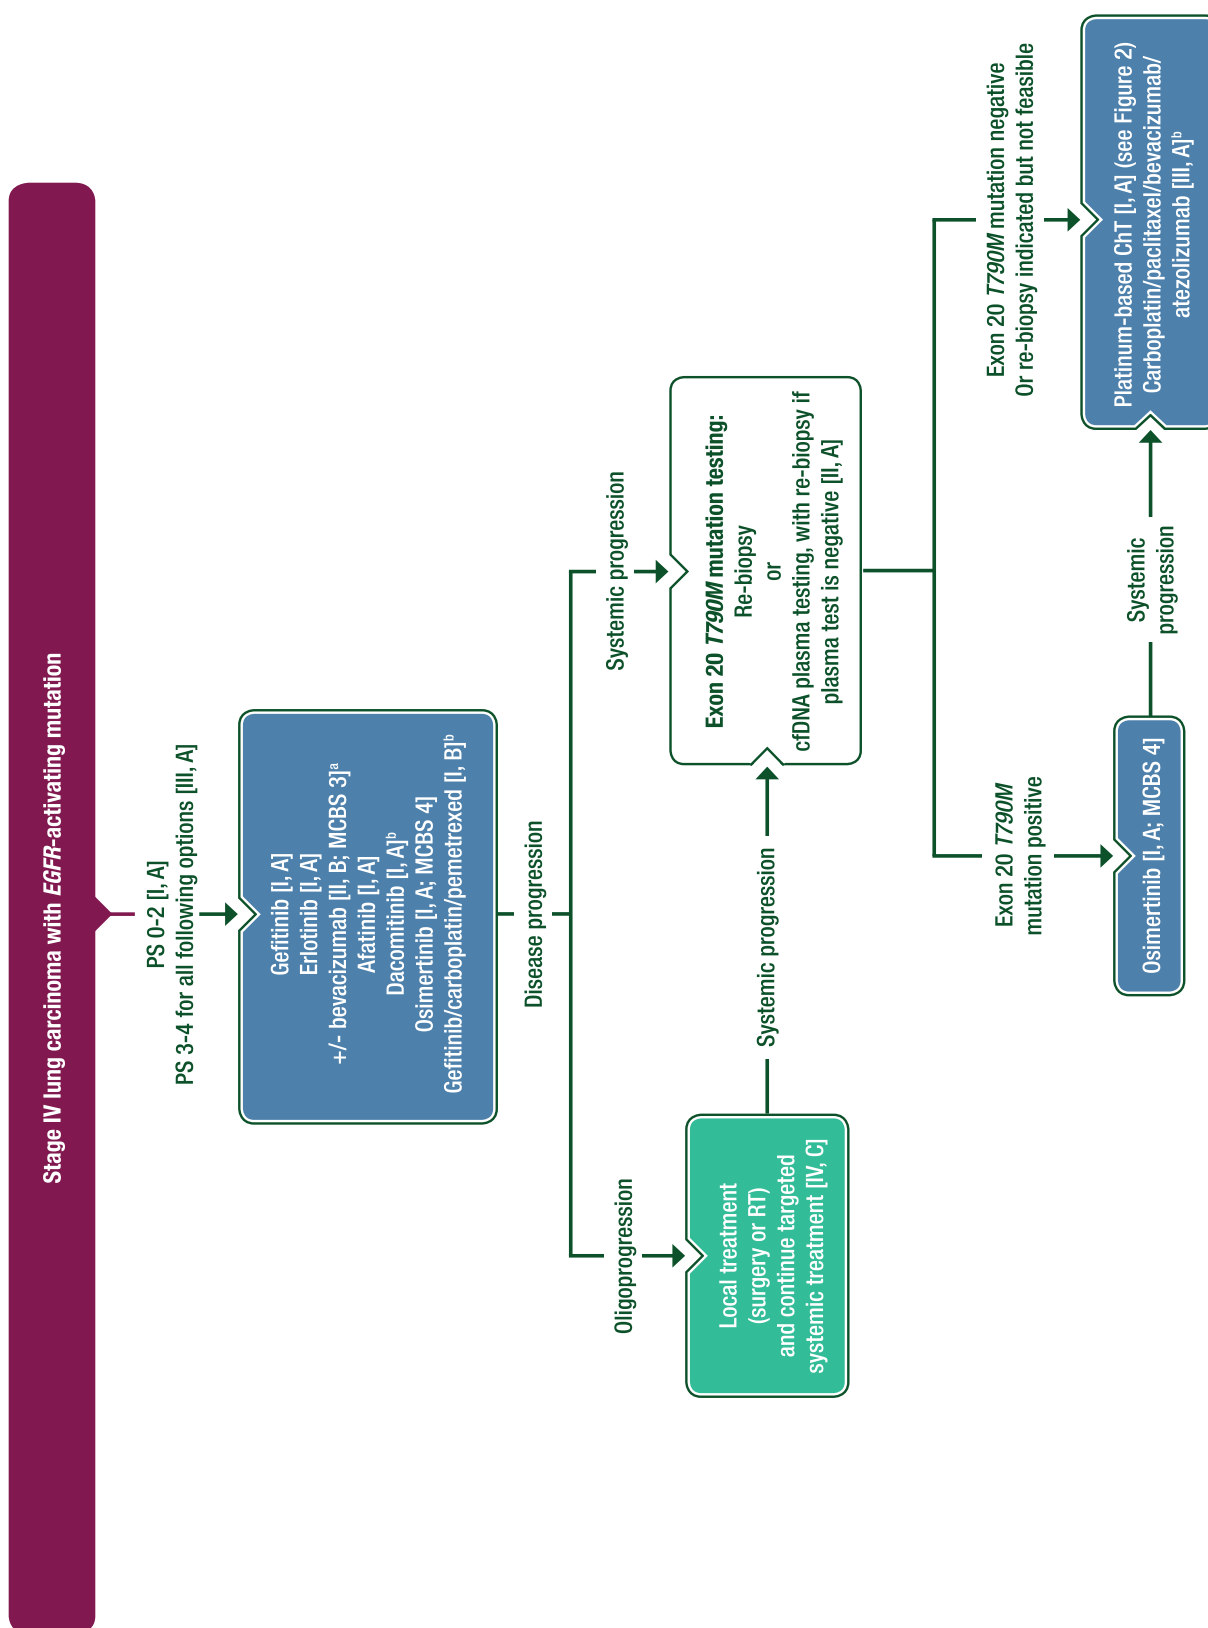 Stage IV lung carcinoma with EGFR-activating mutation
PS 0-2 [I, A]
PS 3-4 for all following options [III, A]
Gefitinib [I, A]
Erlotinib [I, A]
+/- bevacizumab [II, B; MCBS 3]a
Afatinib [I, A]
Dacomitinib [I, A]b
Osimertinib [I, A; MCBS 4]
Gefitinib/carboplatin/pemetrexed [I, B]b
Disease progression
Oligoprogression
Systemic progression
Local treatment
(surgery or RT)
and continue targeted
systemic treatment [IV, C]
Systemic progression
Exon 20 T790M mutation testing:
Re-biopsy
or
cfDNA plasma testing, with re-biopsy if
plasma test is negative [II, A]
Exon 20 T790M
mutation positive
Exon 20 T790M mutation negative
Or re-biopsy indicated but not feasible
Osimertinib [I, A; MCBS 4]
Systemic
progression
Platinum-based ChT [I, A] (see Figure 2)
Carboplatin/paclitaxel/bevacizumab/
atezolizumab [III, A]b